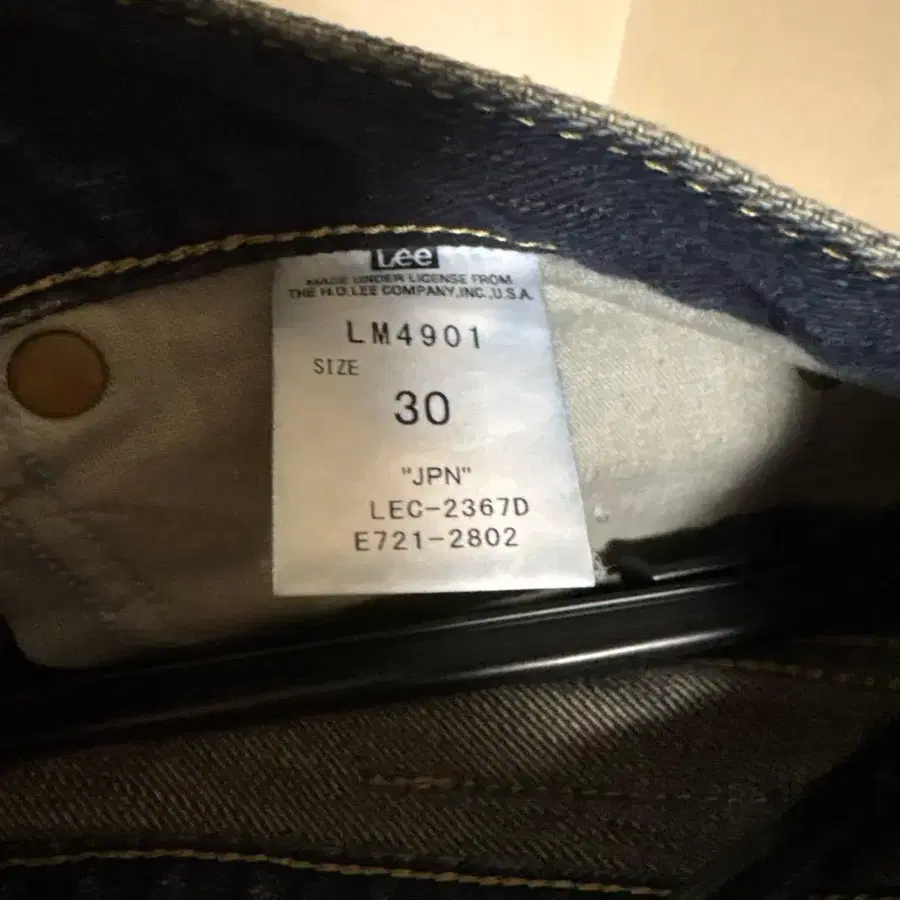 Lee
MADE UNDER LICENSE FROM
THE H.D.LEE COMPANY,INC.,U.S.A.
LM4901
SIZE
30
"JPN"
LEC-2367D
E721-2802